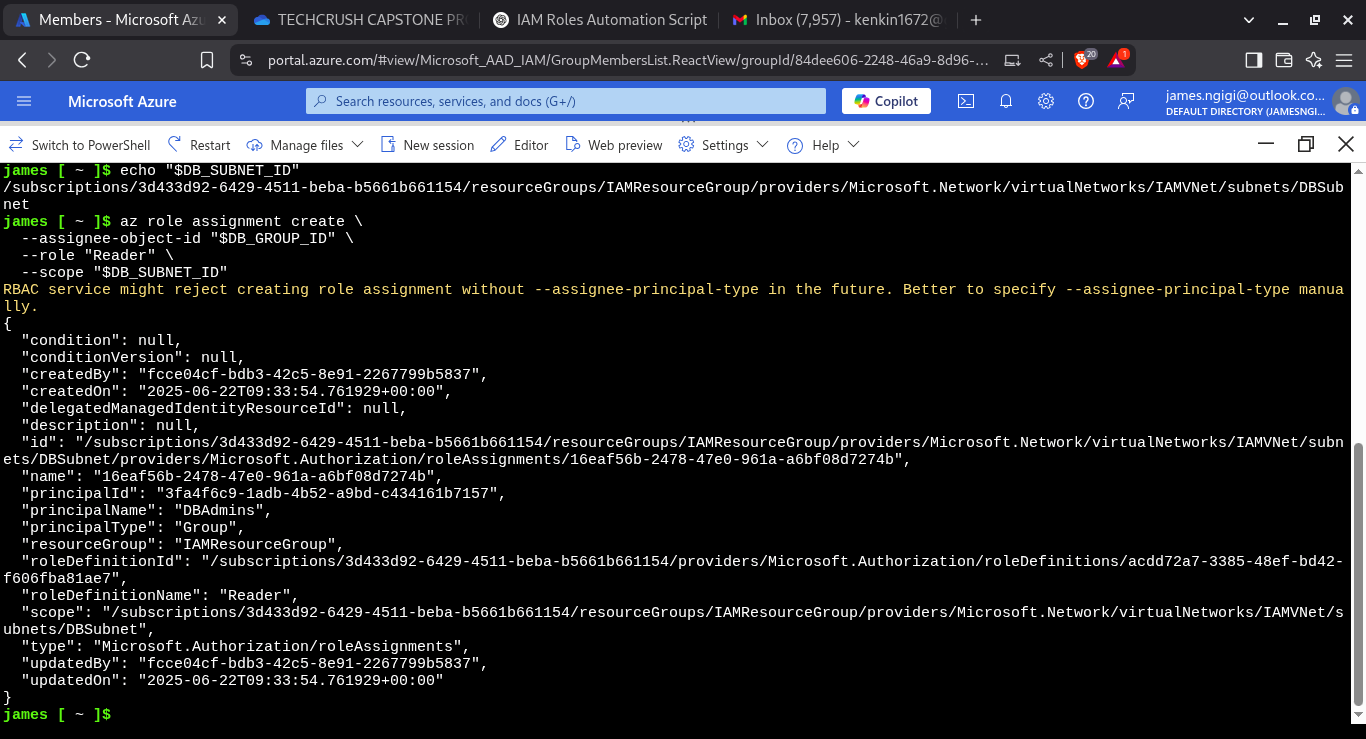 Members - Microsoft Azu
TECHCRUSH CAPSTONE PRO
IAM Roles Automation Script
Inbox (7,957) - kenkin1672@
portal.azure.com/#view/Microsoft_AAD_IAM/GroupMembersList.ReactView/groupId/84dee606-2248-46a9-8d96-...
20
1
Microsoft Azure
Search resources, services, and docs (G+/)
Copilot
james.ngigi@outlook.co...
DEFAULT DIRECTORY (JAMESNGI...
Switch to PowerShell
Restart
Manage files
New session
Editor
Web preview
Settings
Help
james [ ~ ]$ echo "$DB_SUBNET_ID"
/subscriptions/3d433d92-6429-4511-beba-b5661b661154/resourceGroups/IAMResourceGroup/providers/Microsoft.Network/virtualNetworks/IAMVNet/subnets/DBSub
net
james [ ~ ]$ az role assignment create \
  --assignee-object-id "$DB_GROUP_ID" \
  --role "Reader" \
  --scope "$DB_SUBNET_ID"
RBAC service might reject creating role assignment without --assignee-principal-type in the future. Better to specify --assignee-principal-type manua
lly.
{
  "condition": null,
  "conditionVersion": null,
  "createdBy": "fcce04cf-bdb3-42c5-8e91-2267799b5837",
  "createdOn": "2025-06-22T09:33:54.761929+00:00",
  "delegatedManagedIdentityResourceId": null,
  "description": null,
  "id": "/subscriptions/3d433d92-6429-4511-beba-b5661b661154/resourceGroups/IAMResourceGroup/providers/Microsoft.Network/virtualNetworks/IAMVNet/subn
ets/DBSubnet/providers/Microsoft.Authorization/roleAssignments/16eaf56b-2478-47e0-961a-a6bf08d7274b",
  "name": "16eaf56b-2478-47e0-961a-a6bf08d7274b",
  "principalId": "3fa4f6c9-1adb-4b52-a9bd-c434161b7157",
  "principalName": "DBAdmins",
  "principalType": "Group",
  "resourceGroup": "IAMResourceGroup",
  "roleDefinitionId": "/subscriptions/3d433d92-6429-4511-beba-b5661b661154/providers/Microsoft.Authorization/roleDefinitions/acdd72a7-3385-48ef-bd42-
f606fba81ae7",
  "roleDefinitionName": "Reader",
  "scope": "/subscriptions/3d433d92-6429-4511-beba-b5661b661154/resourceGroups/IAMResourceGroup/providers/Microsoft.Network/virtualNetworks/IAMVNet/s
ubnets/DBSubnet",
  "type": "Microsoft.Authorization/roleAssignments",
  "updatedBy": "fcce04cf-bdb3-42c5-8e91-2267799b5837",
  "updatedOn": "2025-06-22T09:33:54.761929+00:00"
}
james [ ~ ]$